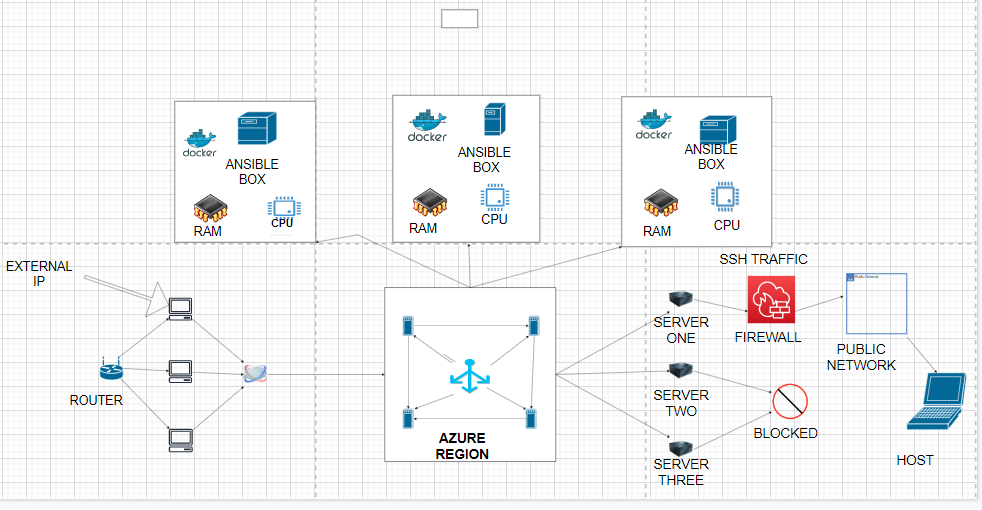 docker
ANSIBLE
BOX
RAM
CPU
docker
ANSIBLE
BOX
RAM
CPU
docker
ANSIBLE
BOX
RAM
CPU
EXTERNAL
IP
ROUTER
AZURE
REGION
SSH TRAFFIC
SERVER
ONE
FIREWALL
Public Network
PUBLIC
NETWORK
SERVER
TWO
BLOCKED
SERVER
THREE
HOST